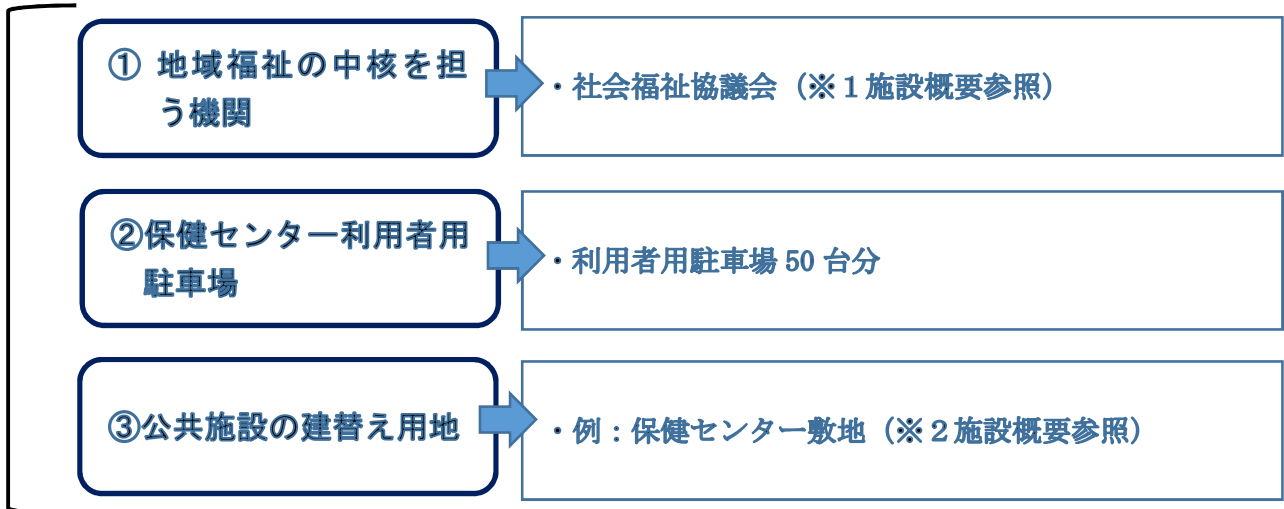 ① 地域福祉の中核を担
う機関
・社会福祉協議会（※１施設概要参照）
②保健センター利用者用
駐車場
・利用者用駐車場 50 台分
③公共施設の建替え用地
・例：保健センター敷地（※２施設概要参照）